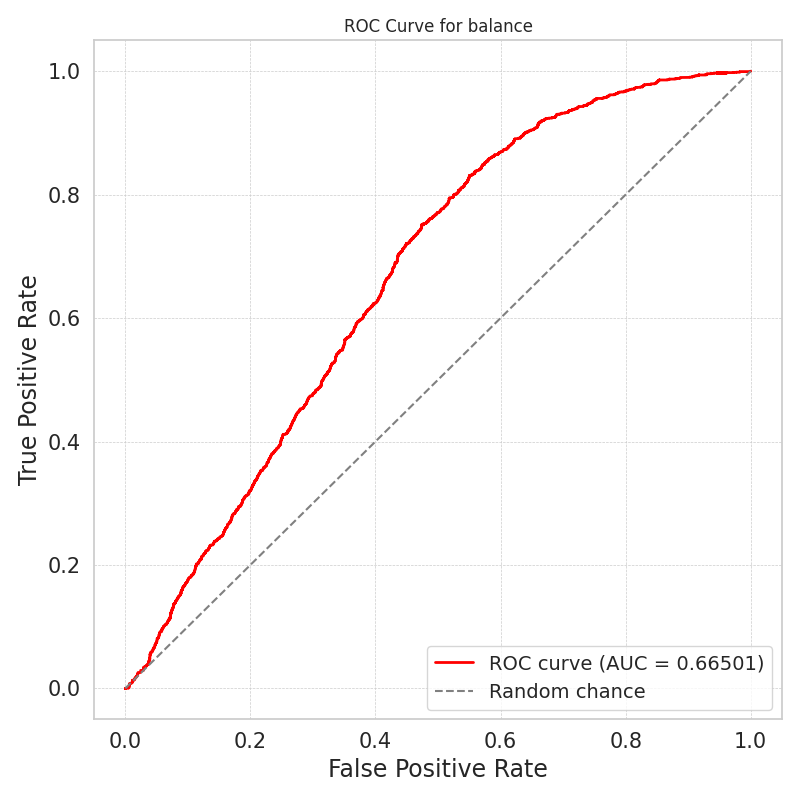 ROC Curve for balance
1.0
0.8
0.6
0.4
0.2
0.0
True Positive Rate
ROC curve (AUC = 0.66501)
Random chance
0.0 0.2 0.4 0.6 0.8 1.0
False Positive Rate